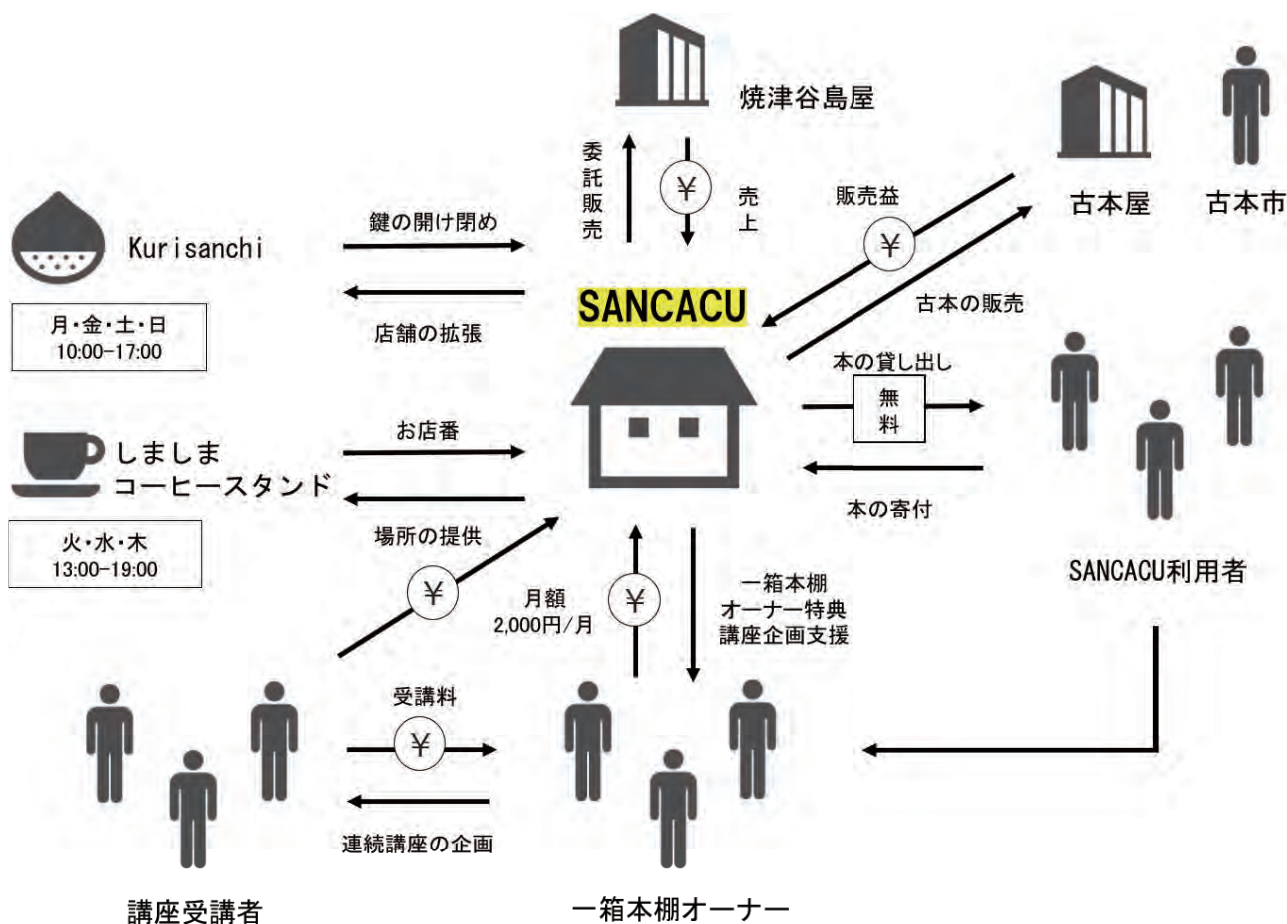 焼津谷島屋
委託販売
¥
売上
古本屋
古本市
販売益
¥
古本の販売
Kurisanchi
月・金・土・日
10:00-17:00
鍵の開け閉め
店舗の拡張
SANCACU
本の貸し出し
無料
本の寄付
SANCACU利用者
しましま
コーヒースタンド
火・水・木
13:00-19:00
お店番
場所の提供
¥
月額
2,000円/月
¥
一箱本棚
オーナー特典
講座企画支援
受講料
¥
連続講座の企画
講座受講者
一箱本棚オーナー